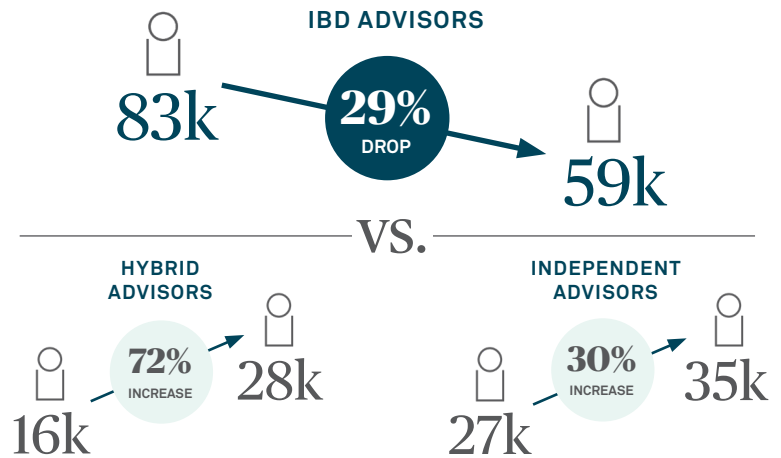 IBD ADVISORS
83k
29%
DROP
59k
VS.
HYBRID
ADVISORS
16k
72%
INCREASE
28k
INDEPENDENT
ADVISORS
27k
30%
INCREASE
35k